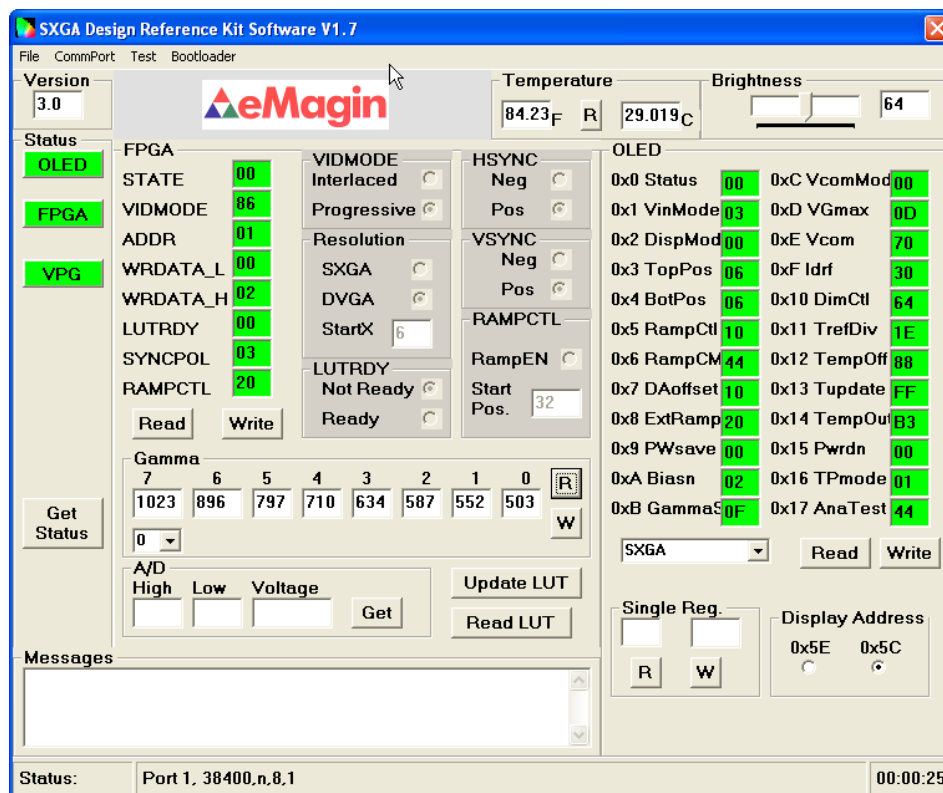 SXGA Design Reference Kit Software V1.7
File CommPort Test Bootloader
Version
3.0
eMagin
Temperature
84.23 F R 29.019 C
Brightness
64
Status
OLED
FPGA
VPG
Get
Status
FPGA
STATE 00
VIDMODE 86
ADDR 01
WRDATA_L 00
WRDATA_H 02
LUTRDY 00
SYNCPOL 03
RAMPCTL 20
Read Write
VIDMODE
Interlaced
Progressive
Resolution
SXGA
DVGA
StartX 6
LUTRDY
Not Ready
Ready
HSYNC
Neg
Pos
VSYNC
Neg
Pos
RAMPCTL
RampEN
Start
Pos. 32
Gamma
7 6 5 4 3 2 1 0
1023 896 797 710 634 587 552 503
R
W
0
A/D
High Low Voltage
Get
Update LUT
Read LUT
OLED
0x0 Status 00 0xC VcomMod 00
0x1 VinMode 03 0xD VGmax 0D
0x2 DispMod 00 0xE Vcom 70
0x3 TopPos 06 0xF Idrf 30
0x4 BotPos 06 0x10 DimCtl 64
0x5 RampCtl 10 0x11 TrefDiv 1E
0x6 RampCM 44 0x12 TempOff 88
0x7 DAoffset 10 0x13 Tupdate FF
0x8 ExtRamp 20 0x14 TempOut B3
0x9 PWsave 00 0x15 Pwrdn 00
0xA Biasn 02 0x16 TPmode 01
0xB GammaS 0F 0x17 AnaTest 44
SXGA Read Write
Single Reg.
R W
Display Address
0x5E 0x5C
Messages
Status: Port 1, 38400,n,8,1 00:00:25